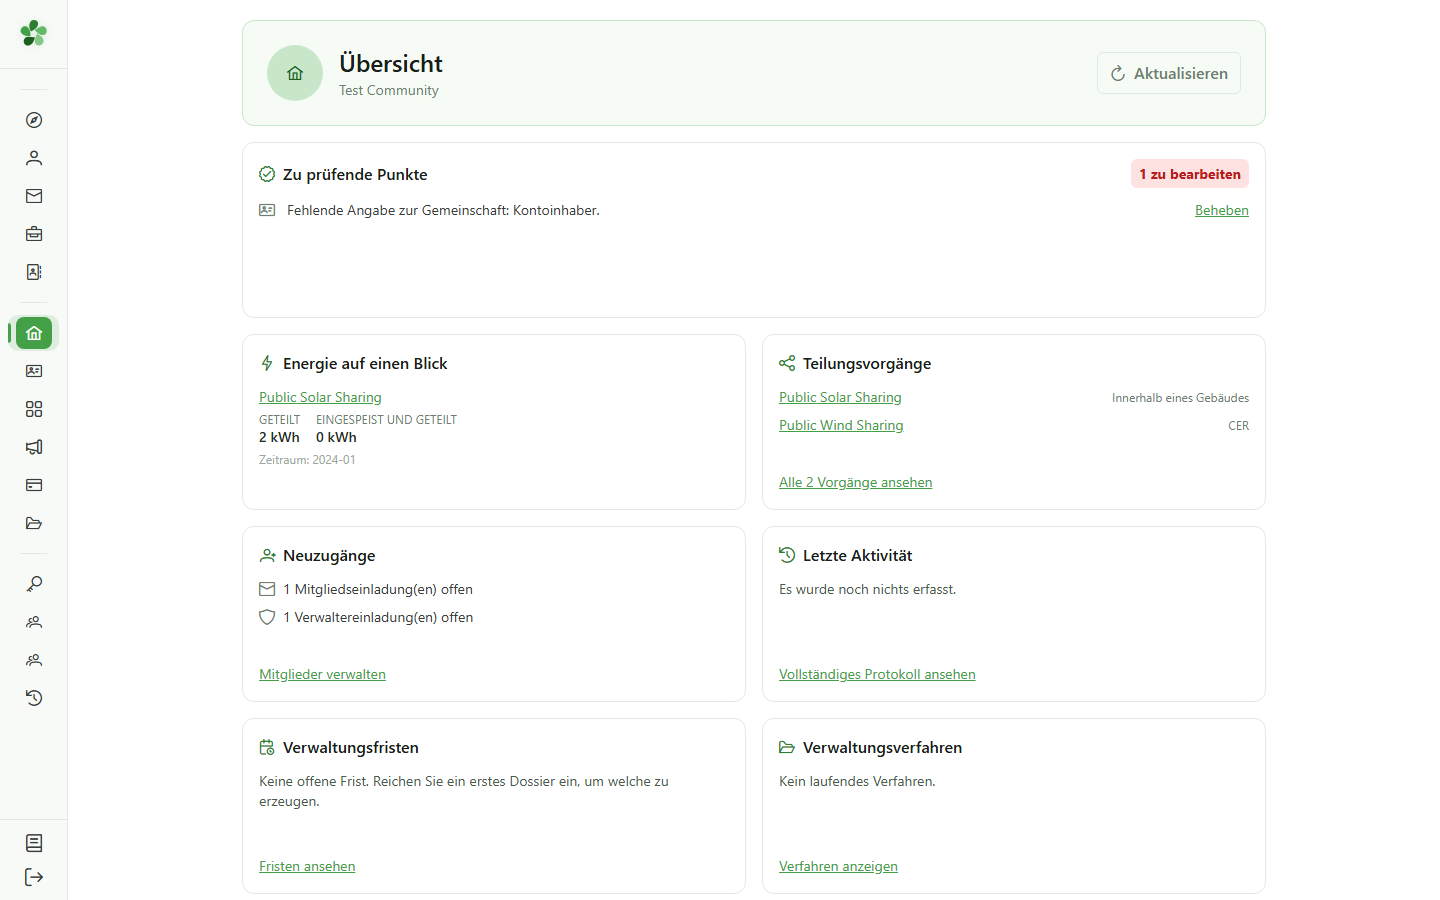 Übersicht
Test Community
Aktualisieren
Zu prüfende Punkte
1 zu bearbeiten
Fehlende Angabe zur Gemeinschaft: Kontoinhaber.
Beheben
Energie auf einen Blick
Public Solar Sharing
GETEILT EINGESPEIST UND GETEILT
2 kWh 0 kWh
Zeitraum: 2024-01
Teilungsvorgänge
Public Solar Sharing
Innerhalb eines Gebäudes
Public Wind Sharing
CER
Alle 2 Vorgänge ansehen
Neuzugänge
1 Mitgliedseinladung(en) offen
1 Verwaltereinladung(en) offen
Mitglieder verwalten
Letzte Aktivität
Es wurde noch nichts erfasst.
Vollständiges Protokoll ansehen
Verwaltungsfristen
Keine offene Frist. Reichen Sie ein erstes Dossier ein, um welche zu
erzeugen.
Fristen ansehen
Verwaltungsverfahren
Kein laufendes Verfahren.
Verfahren anzeigen